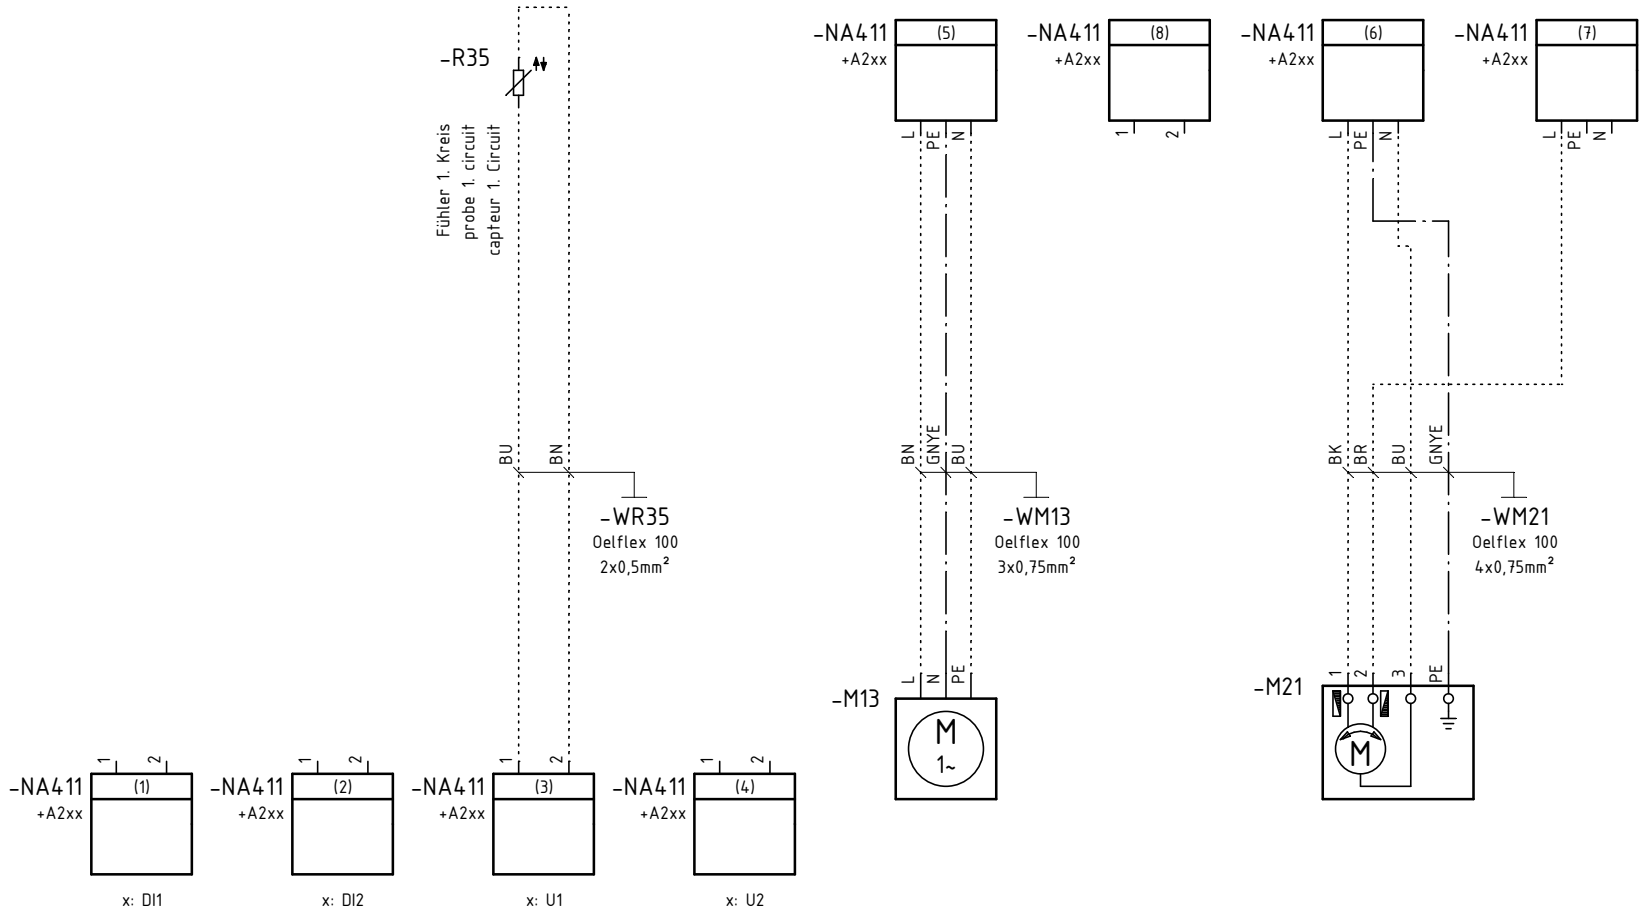 -R35
Fühler 1. Kreis
probe 1. circuit
capteur 1. Circuit
-NA411
+A2xx
(5)
L
PE
N
-NA411
+A2xx
(8)
1
2
-NA411
+A2xx
(6)
L
PE
N
-NA411
+A2xx
(7)
L
PE
N
BU
BN
-WR35
Oelflex 100
2x0,5mm²
BN
GNYE
BU
-WM13
Oelflex 100
3x0,75mm²
BK
BR
BU
GNYE
-WM21
Oelflex 100
4x0,75mm²
-M13
L
N
PE
M
1~
-M21
1
2
3
PE
M
-NA411
+A2xx
1
2
(1)
x: DI1
-NA411
+A2xx
1
2
(2)
x: DI2
-NA411
+A2xx
1
2
(3)
x: U1
-NA411
+A2xx
1
2
(4)
x: U2